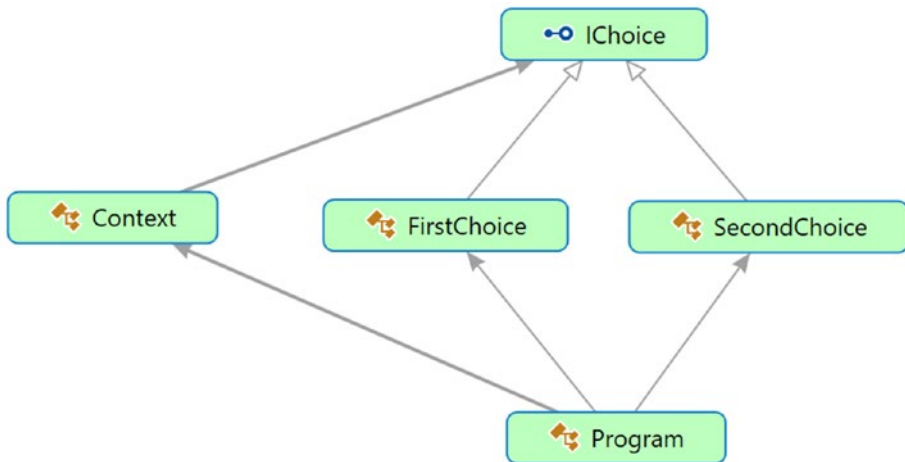 IChoice
Context
FirstChoice
SecondChoice
Program